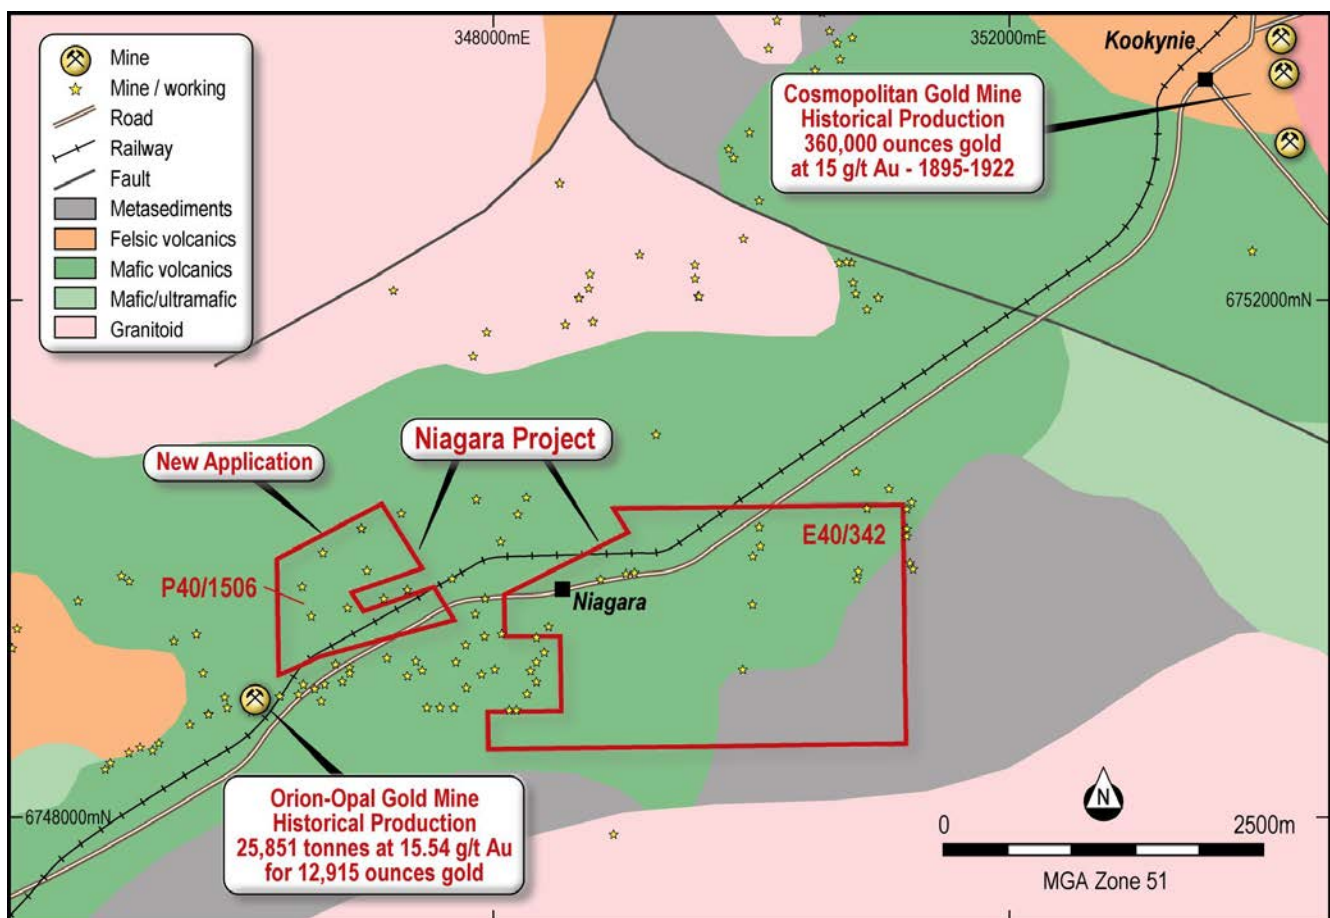 348000mE
352000mE
Kookynie
Mine
Mine / working
Road
Railway
Fault
Metasediments
Felsic volcanics
Mafic volcanics
Mafic/ultramafic
Granitoid
Cosmopolitan Gold Mine
Historical Production
360,000 ounces gold
at 15 g/t Au - 1895-1922
6752000mN
New Application
Niagara Project
P40/1506
E40/342
Niagara
Orion-Opal Gold Mine
Historical Production
25,851 tonnes at 15.54 g/t Au
for 12,915 ounces gold
6748000mN
N
0
2500m
MGA Zone 51